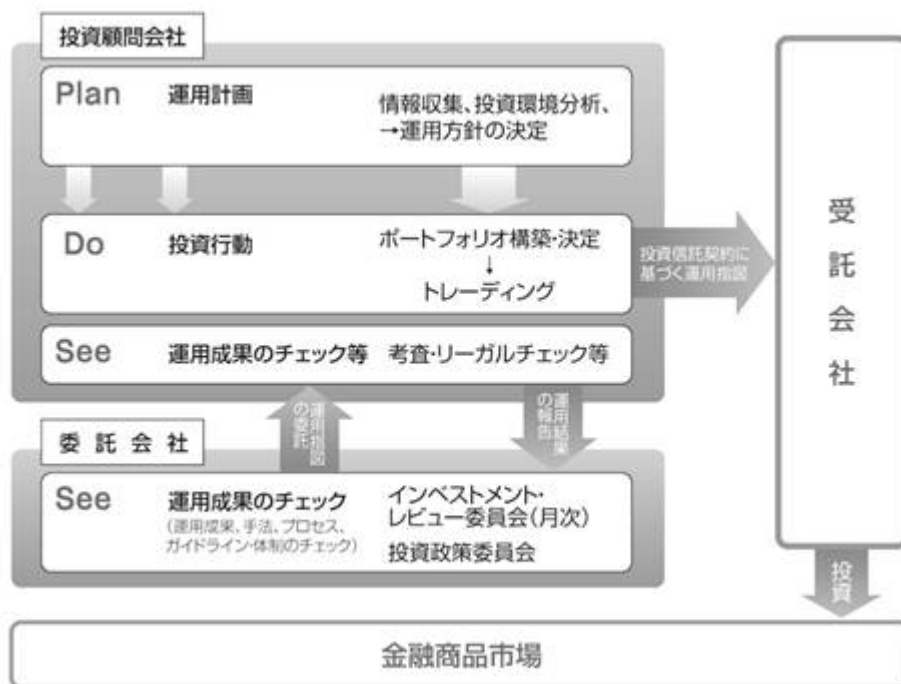 投資顧問会社
Plan 運用計画
情報収集、投資環境分析、
→運用方針の決定
Do 投資行動
ポートフォリオ構築・決定
↓
トレーディング
See 運用成果のチェック等 考査・リーガルチェック等
投資信託契約に
基づく運用指図
受託会社
運用指図
の委託
運用結果
の報告
委託会社
See 運用成果のチェック
(運用成果、手法、プロセス、
ガイドライン・体制のチェック)
インベストメント・
レビュー委員会(月次)
投資政策委員会
投資
金融商品市場